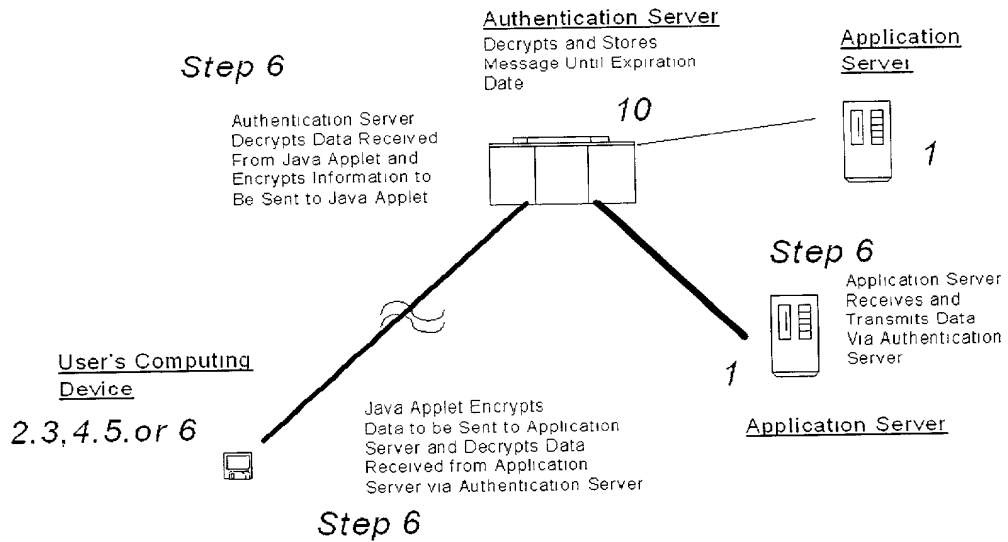 Authentication Server
Decrypts and Stores
Message Until Expiration
Date
10
Application
Server
1
Step 6
Authentication Server
Decrypts Data Received
From Java Applet and
Encrypts Information to
Be Sent to Java Applet
Step 6
Application Server
Receives and
Transmits Data
Via Authentication
Server
1
Application Server
User's Computing
Device
2.3,4.5.or 6
Java Applet Encrypts
Data to be Sent to Application
Server and Decrypts Data
Received from Application
Server via Authentication Server
Step 6